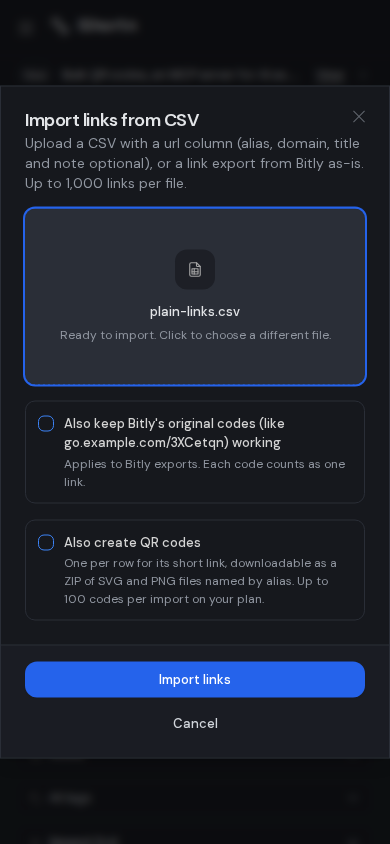 Import links from CSV
Upload a CSV with a url column (alias, domain, title
and note optional), or a link export from Bitly as-is.
Up to 1,000 links per file.
plain-links.csv
Ready to import. Click to choose a different file.
Also keep Bitly's original codes (like
go.example.com/3XCetqn) working
Applies to Bitly exports. Each code counts as one
link.
Also create QR codes
One per row for its short link, downloadable as a
ZIP of SVG and PNG files named by alias. Up to
100 codes per import on your plan.
Import links
Cancel